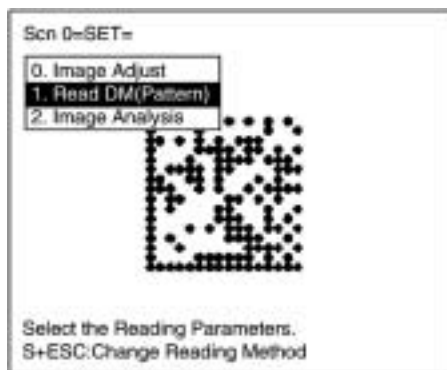 Scn 0=SET=
0. Image Adjust
1. Read DM(Pattern)
2. Image Analysis
Select the Reading Parameters.
S+ESC:Change Reading Method